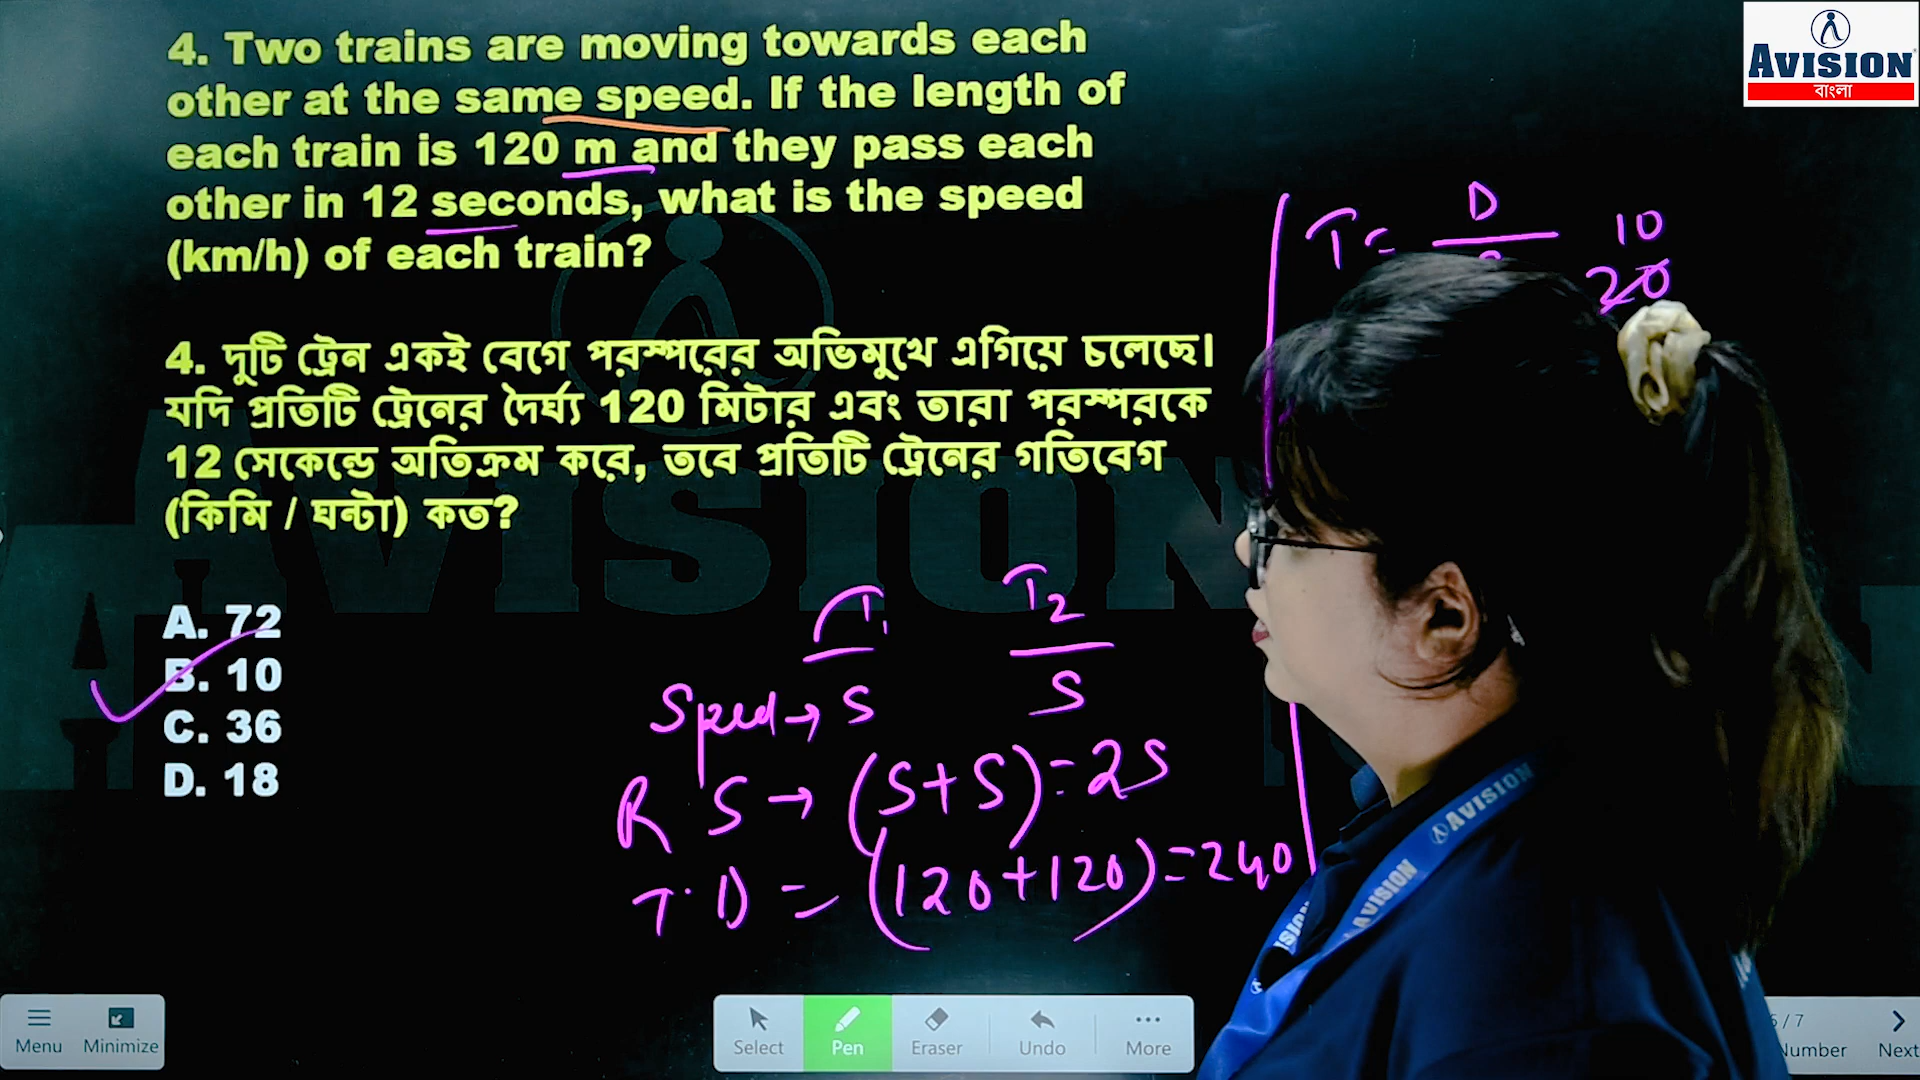 4. Two trains are moving towards each
other at the same speed. If the length of
each train is 120 m and they pass each
other in 12 seconds, what is the speed
(km/h) of each train?
4. দুটি ট্রেন একই বেগে পরস্পরের অভিমুখে এগিয়ে চলেছে।
যদি প্রতিটি ট্রেনের দৈর্ঘ্য 120 মিটার এবং তারা পরস্পরকে
12 সেকেন্ডে অতিক্রম করে, তবে প্রতিটি ট্রেনের গতিবেগ
(কিমি / ঘন্টা) কত?
A. 72
B. 10
C. 36
D. 18
T₁ T₂
Speed → S S
R S → (S+S) = 2S
T.D = (120+120) = 240
T = D
10
20
AVISION
বাংলা
AVISION
AVISION
AVISION
Menu Minimize
Select Pen Eraser Undo More
/ 7
Next